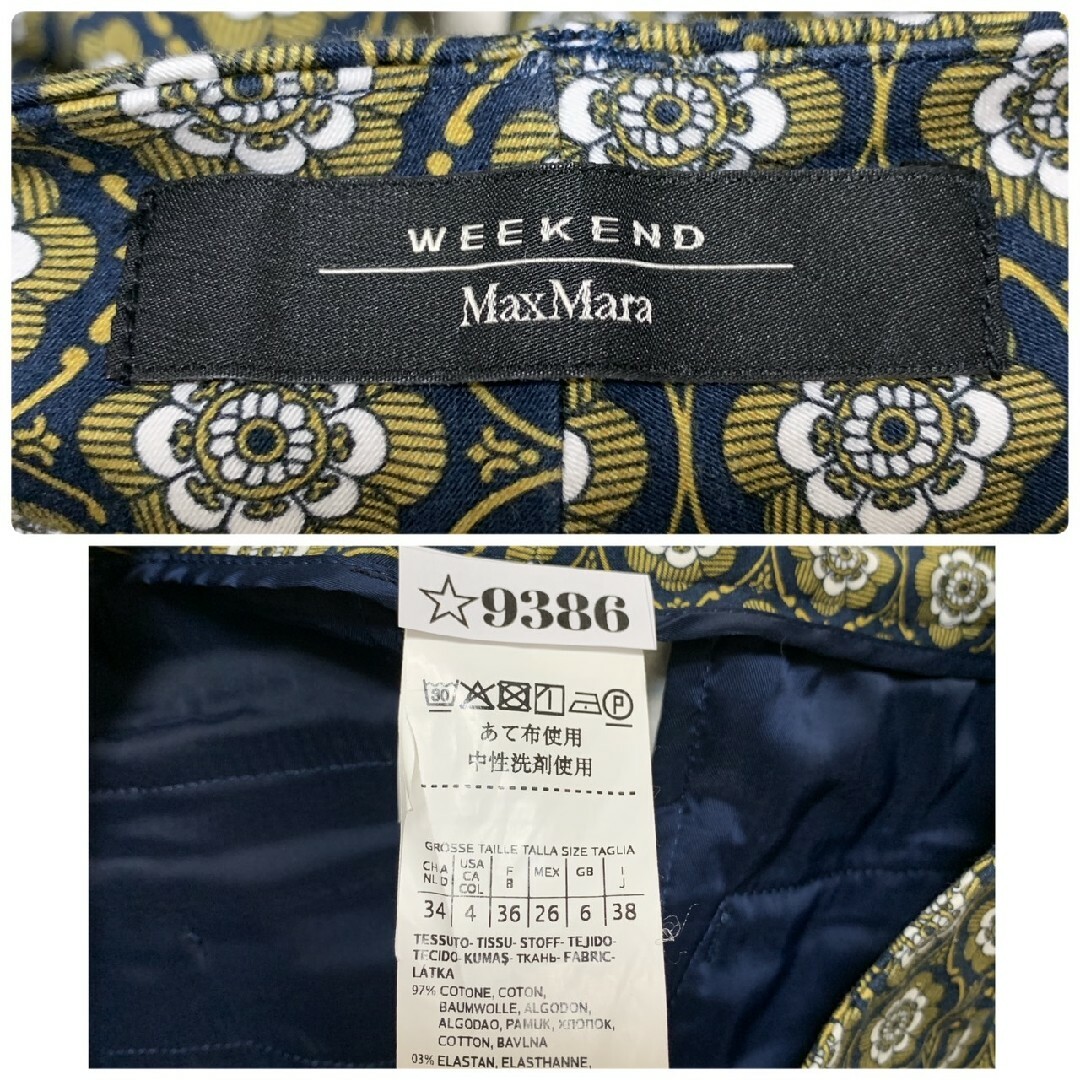 WEEKEND
MaxMara
☆9386
30 P
あて布使用
中性洗剤使用
GROSSE TAILLE TALLA SIZE TAGLIA
USA
CA F MEX GB I
COL B J
34 4 36 26 6 38
TESSUTO- TISSU- STOFF- TEJIDO-
TECIDO- KUMAŞ- ТКАНЬ- FABRIC-
LÁTKA
97% COTONE, COTON,
BAUMWOLLE, ALGODON,
ALGODAO, PAMUK, ХЛОПОК,
COTTON, BAVLNA
03% ELASTAN, ELASTHANNE,